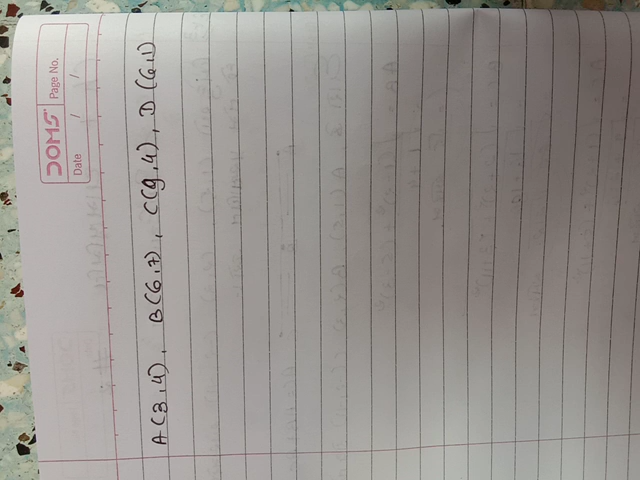 DOMS
Page No.
Date / /
A(3,4), B(6,7), C(9,4), D(6,1)